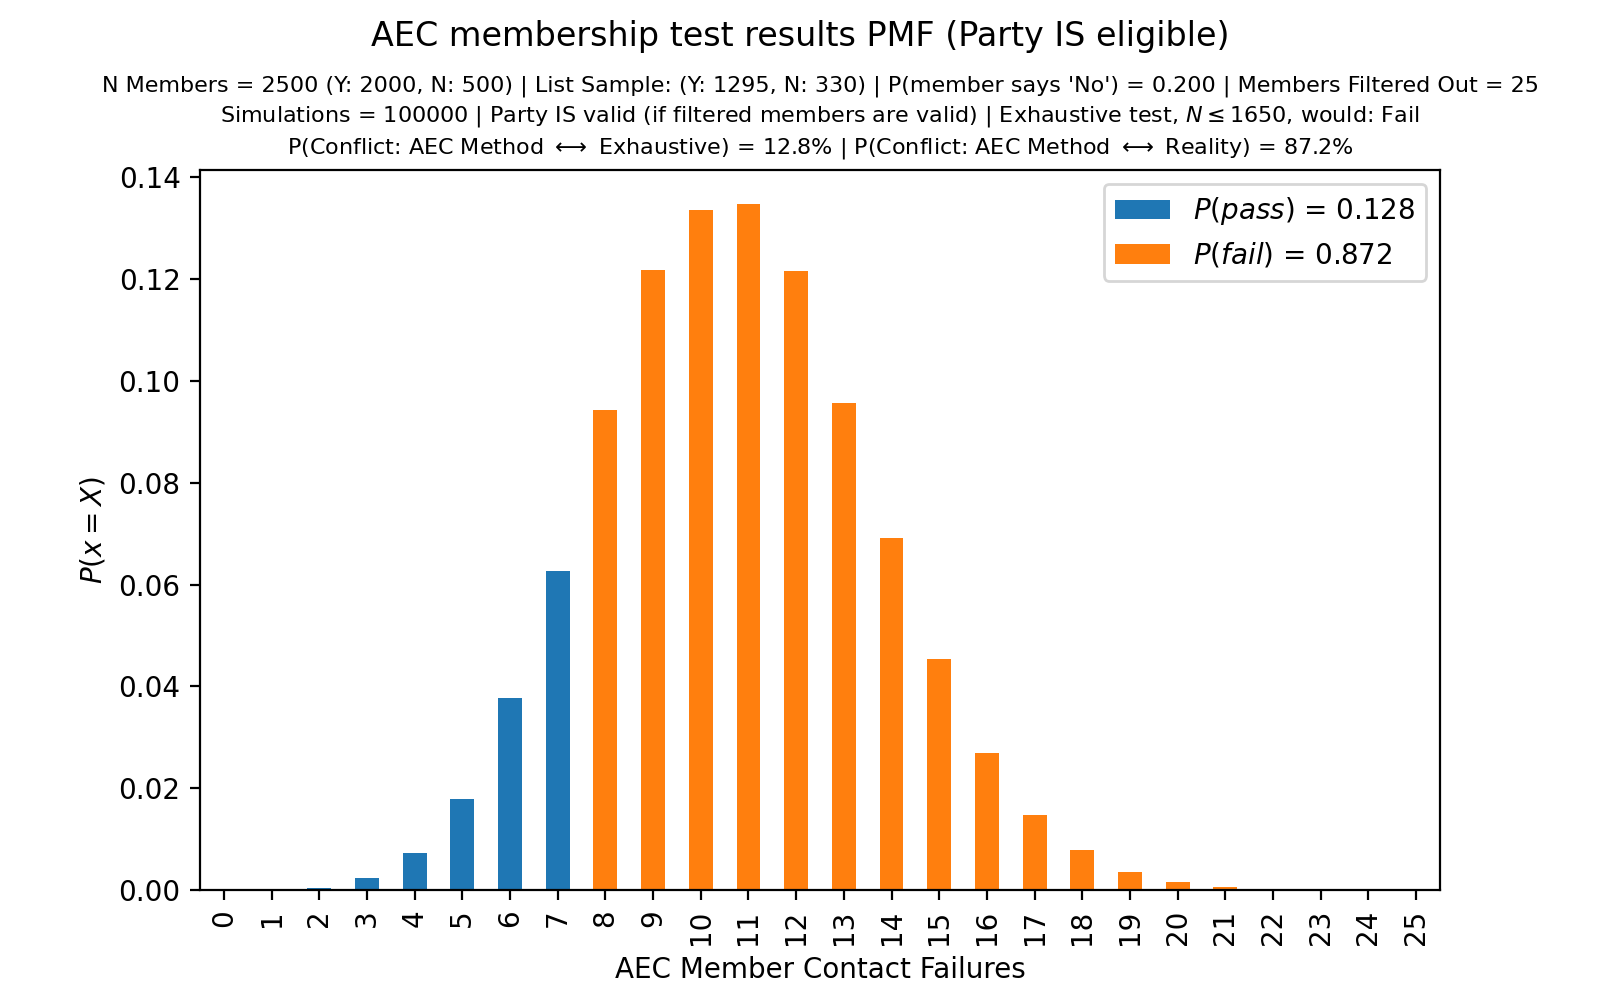 AEC membership test results PMF (Party IS eligible)
N Members = 2500 (Y: 2000, N: 500) | List Sample: (Y: 1295, N: 330) | P(member says 'No') = 0.200 | Members Filtered Out = 25
Simulations = 100000 | Party IS valid (if filtered members are valid) | Exhaustive test, N ≤ 1650, would: Fail
P(Conflict: AEC Method ⟷ Exhaustive) = 12.8% | P(Conflict: AEC Method ⟷ Reality) = 87.2%
P(pass) = 0.128
P(fail) = 0.872
0.14
0.12
0.10
0.08
0.06
0.04
0.02
0.00
P(x = X)
0 1 2 3 4 5 6 7 8 9 10 11 12 13 14 15 16 17 18 19 20 21 22 23 24 25
AEC Member Contact Failures